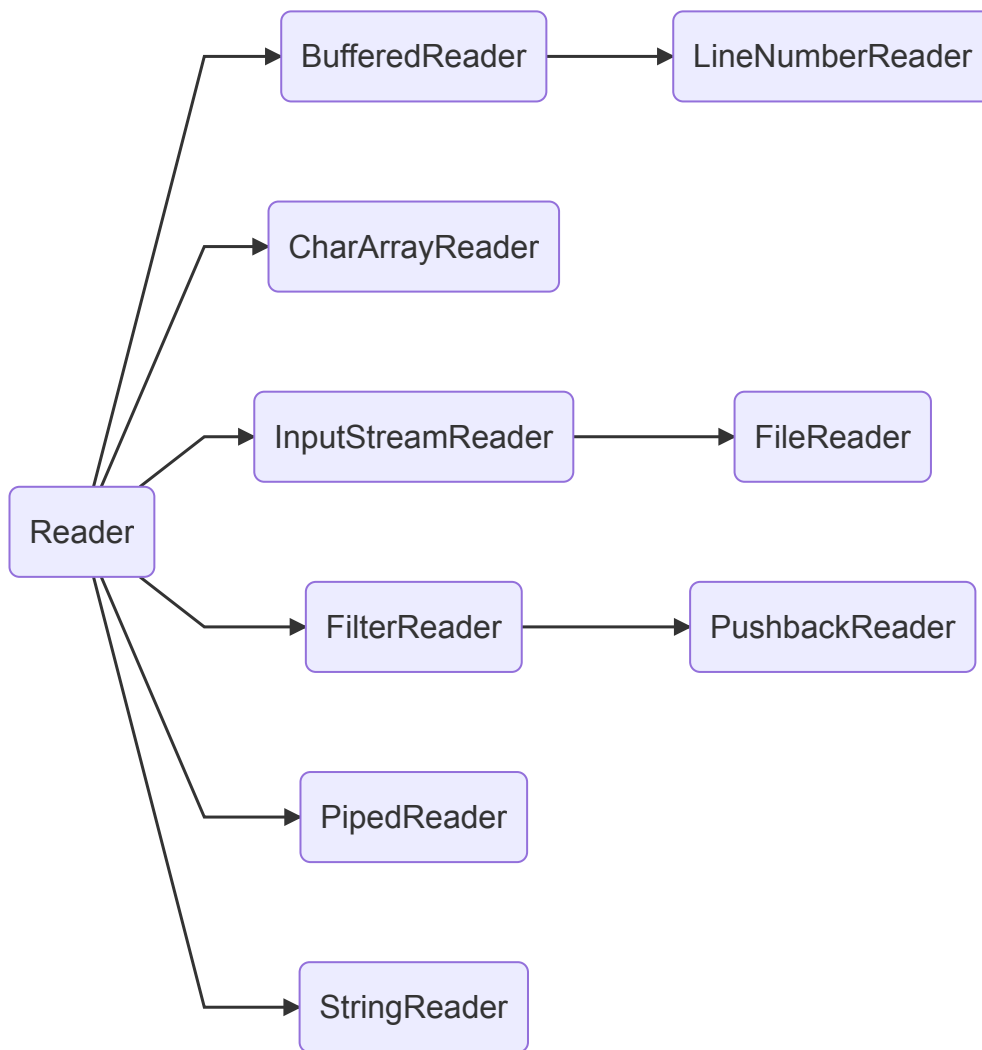 BufferedReader
LineNumberReader
CharArrayReader
InputStreamReader
FileReader
Reader
FilterReader
PushbackReader
PipedReader
StringReader